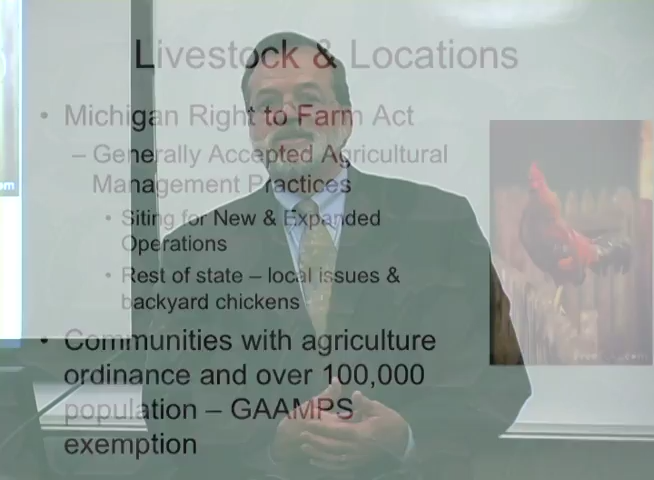 Livestock & Locations
• Michigan Right to Farm Act
– Generally Accepted Agricultural
Management Practices
• Siting for New & Expanded
Operations
• Rest of state – local issues &
backyard chickens
• Communities with agriculture
ordinance and over 100,000
population – GAAMPS
exemption
om